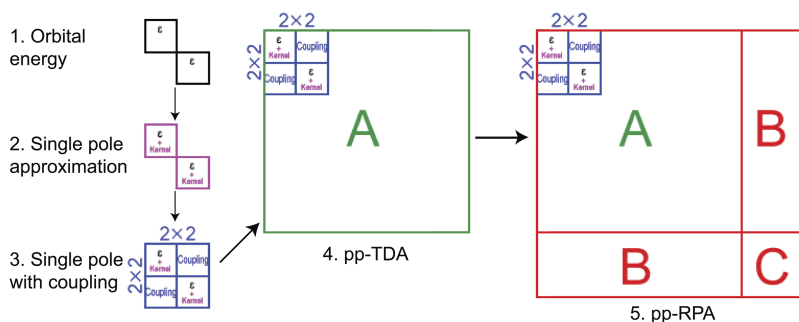 1. Orbital
energy
ε
ε
2. Single pole
approximation
ε
+
Kernel
ε
+
Kernel
3. Single pole
with coupling
2×2
2×2
ε
+
Kernel
Coupling
Coupling
ε
+
Kernel
2×2
2×2
ε
+
Kernel
Coupling
Coupling
ε
+
Kernel
A
4. pp-TDA
2×2
2×2
ε
+
Kernel
Coupling
Coupling
ε
+
Kernel
A
B
B
C
5. pp-RPA